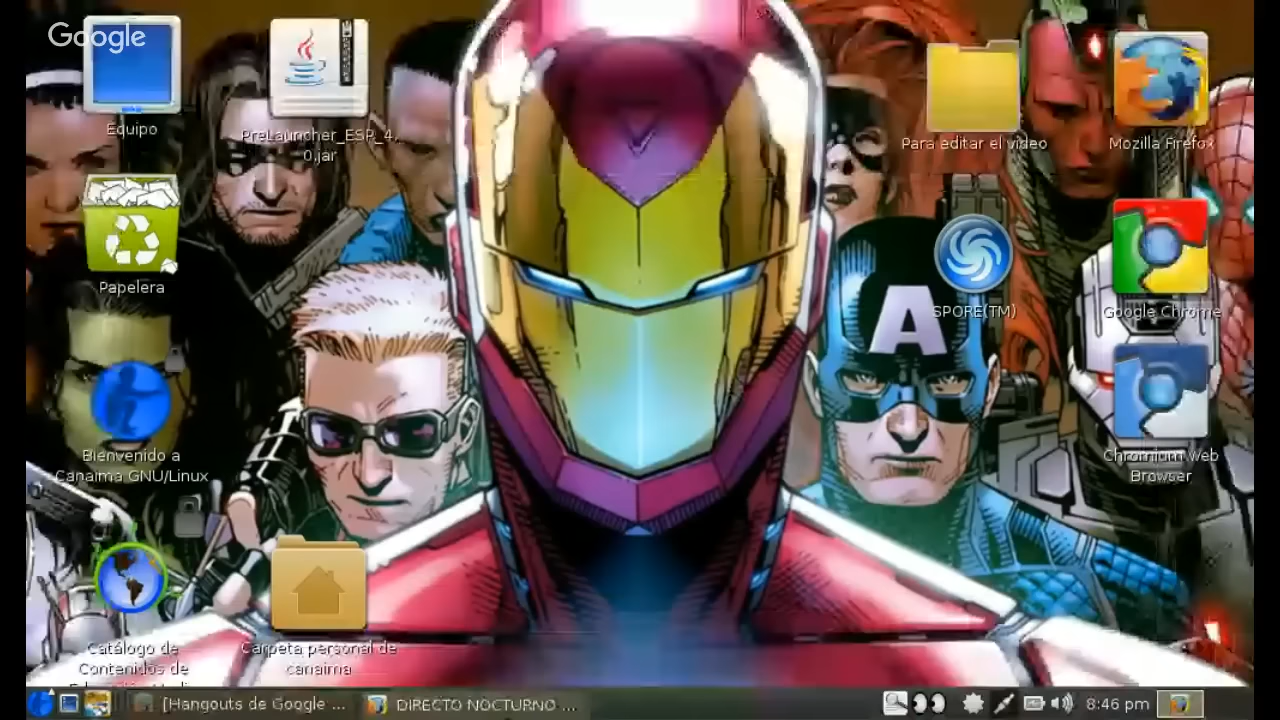 Google
Equipo
PreLauncher_ESP_4.
0.jar
Para editar el video
Mozilla Firefox
Papelera
SPORE(TM)
Google Chrome
A
Bienvenido a
Canaima GNU/Linux
Chromium Web
Browser
Catálogo de
Contenidos de
Carpeta personal de
canaima
[Hangouts de Google ...
DIRECTO NOCTURNO ...
8:46 pm